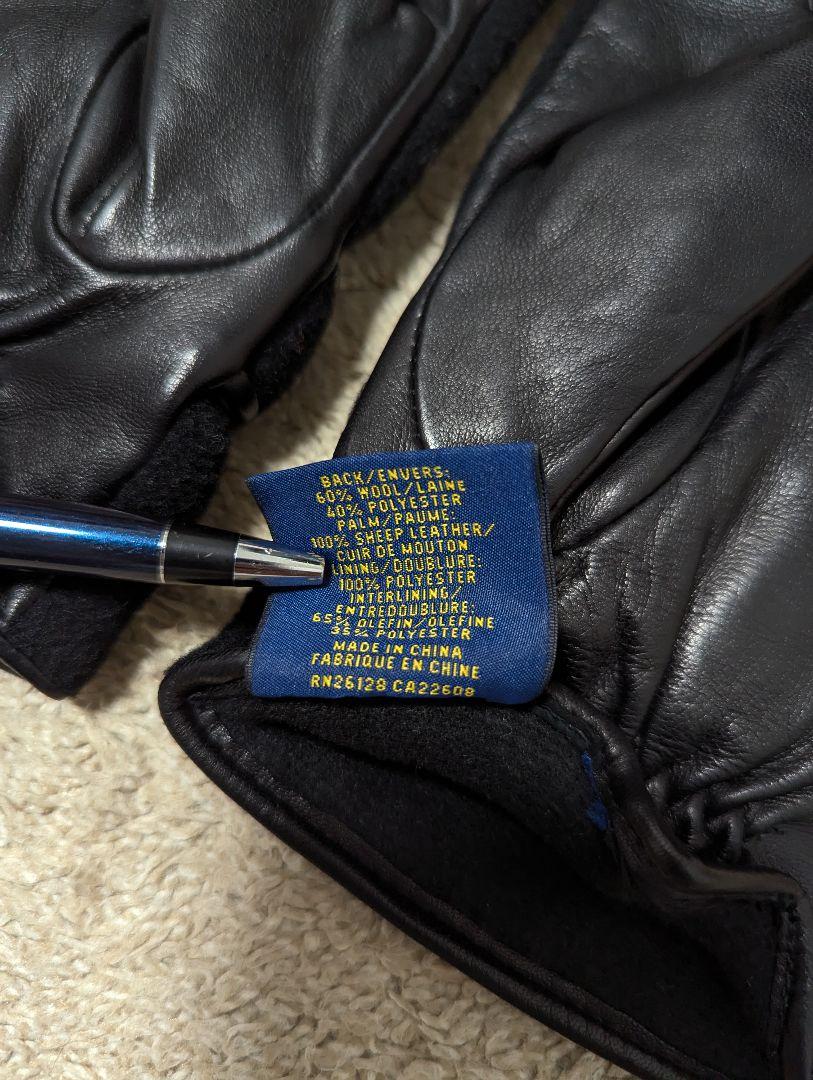 BACK/ENVERS:
60% WOOL/LAINE
40% POLYESTER
PALM/PAUME:
100% SHEEP LEATHER/
CUIR DE MOUTON
LINING/DOUBLURE:
100% POLYESTER
INTERLINING/
ENTREDOUBLURE:
65% OLEFIN/OLEFINE
35% POLYESTER
MADE IN CHINA
FABRIQUE EN CHINE
RN26128 CA22608